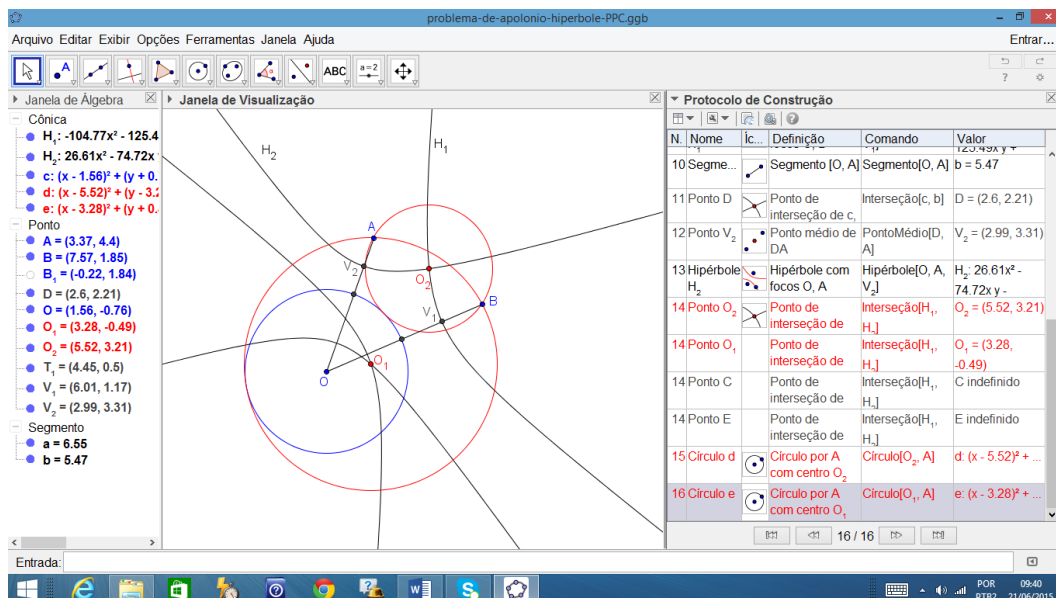 problema-de-apolonio-hiperbole-PPC.ggb
Arquivo Editar Exibir Opções Ferramentas Janela Ajuda
Entrar...
A
ABC
a = 2
Janela de Álgebra
Cônica
H₁: -104.77x² - 125.4
H₂: 26.61x² - 74.72x
c: (x - 1.56)² + (y + 0.
d: (x - 5.52)² + (y - 3.2
e: (x - 3.28)² + (y + 0.
Ponto
A = (3.37, 4.4)
B = (7.57, 1.85)
B₁ = (-0.22, 1.84)
D = (2.6, 2.21)
O = (1.56, -0.76)
O₁ = (3.28, -0.49)
O₂ = (5.52, 3.21)
T₁ = (4.45, 0.5)
V₁ = (6.01, 1.17)
V₂ = (2.99, 3.31)
Segmento
a = 6.55
b = 5.47
Janela de Visualização
H₂
H₁
A
V₂
O₂
B
V₁
O₁
O
Protocolo de Construção
N. Nome Íc... Definição Comando Valor
focos O, B 125.49x y +
10 Segme... Segmento [O, A] Segmento[O, A] b = 5.47
11 Ponto D Ponto de interseção de c, Interseção[c, b] D = (2.6, 2.21)
12 Ponto V₂ Ponto médio de DA PontoMédio[D, A] V₂ = (2.99, 3.31)
13 Hipérbole H₂ Hipérbole com focos O, A Hipérbole[O, A, V₂] H₂: 26.61x² - 74.72x y -
14 Ponto O₂ Ponto de interseção de Interseção[H₁, H₂] O₂ = (5.52, 3.21)
14 Ponto O₁ Ponto de interseção de Interseção[H₁, H₂] O₁ = (3.28, -0.49)
14 Ponto C Ponto de interseção de Interseção[H₁, H₂] C indefinido
14 Ponto E Ponto de interseção de Interseção[H₁, H₂] E indefinido
15 Círculo d Círculo por A com centro O₂ Círculo[O₂, A] d: (x - 5.52)² + ...
16 Círculo e Círculo por A com centro O₁ Círculo[O₁, A] e: (x - 3.28)² + ...
16 / 16
Entrada:
POR 09:40
PTB2 21/06/2015